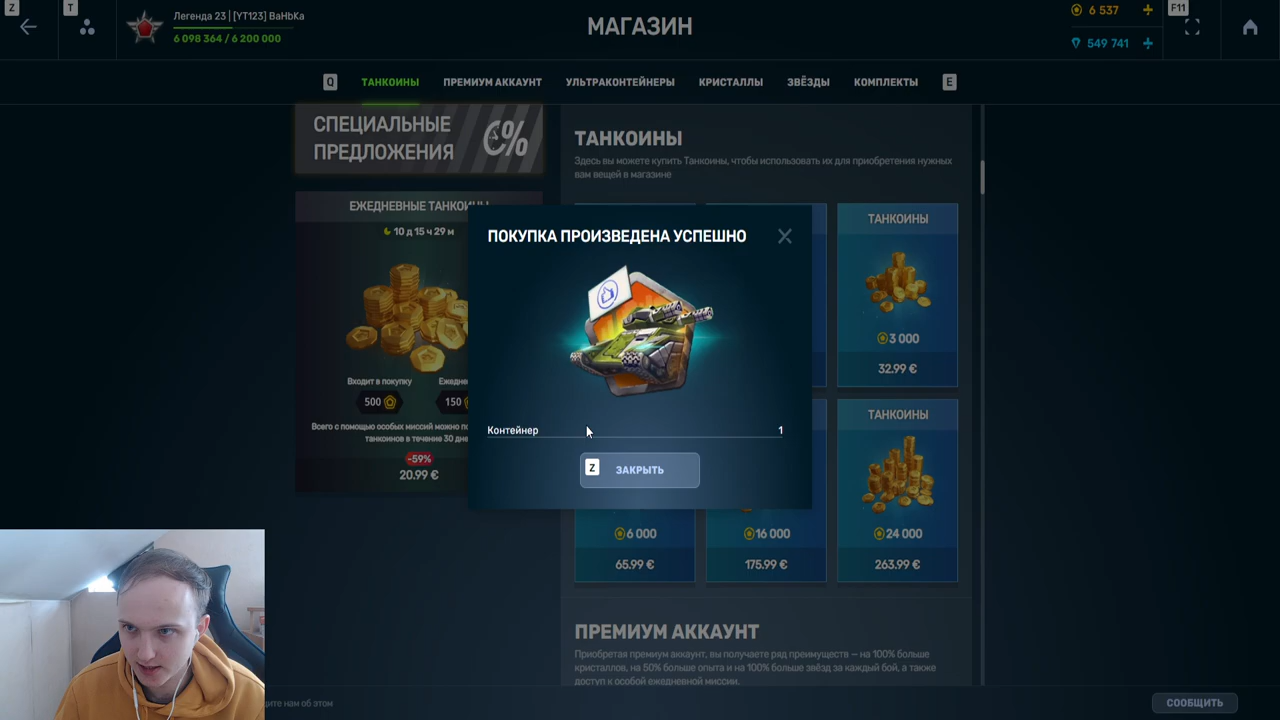 Z
T
Легенда 23 | [YT123] BaHbKa
6 098 364 / 6 200 000
МАГАЗИН
6 537
549 741
F11
Q
ТАНКОИНЫ
ПРЕМИУМ АККАУНТ
УЛЬТРАКОНТЕЙНЕРЫ
КРИСТАЛЛЫ
ЗВЁЗДЫ
КОМПЛЕКТЫ
E
СПЕЦИАЛЬНЫЕ
ПРЕДЛОЖЕНИЯ
%
ЕЖЕДНЕВНЫЕ ТАНКОИНЫ
10 д 15 ч 29 м
Входит в покупку
500
150
Всего с помощью особых миссий можно
танкоинов в течение 30
-59%
20.99 €
ТАНКОИНЫ
Здесь вы можете купить Танкоины, чтобы использовать их для приобретения нужных
вам вещей в магазине
ТАНКОИНЫ
3 000
32.99 €
ПОКУПКА ПРОИЗВЕДЕНА УСПЕШНО
Контейнер
1
Z
ЗАКРЫТЬ
6 000
65.99 €
16 000
175.99 €
ТАНКОИНЫ
24 000
263.99 €
ПРЕМИУМ АККАУНТ
Приобретая премиум аккаунт, вы получаете ряд преимуществ — на 100% больше
кристаллов, на 50% больше опыта и на 100% больше звёзд за каждый бой, а также
доступ к особой ежедневной миссии.
нам об этом
СООБЩИТЬ